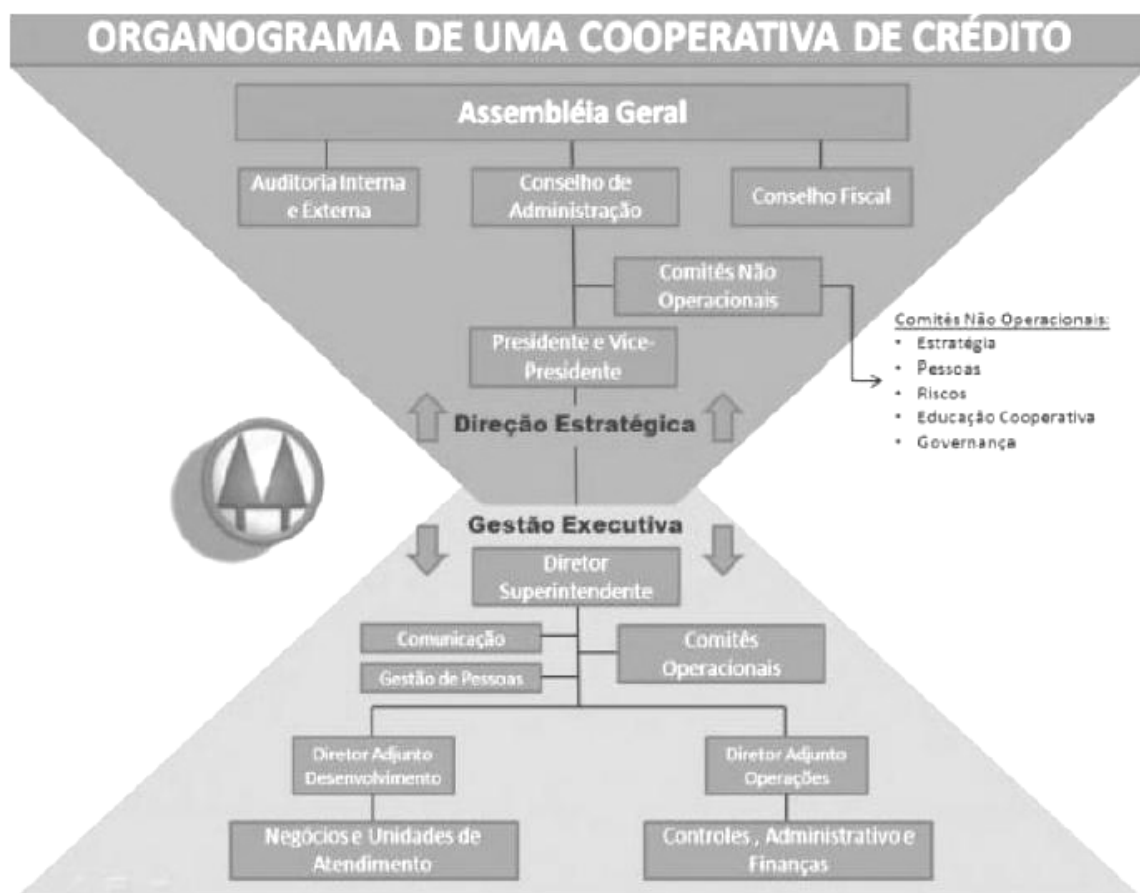 ORGANOGRAMA DE UMA COOPERATIVA DE CRÉDITO
Assembléia Geral
Auditoria Interna
e Externa
Conselho de
Administração
Conselho Fiscal
Comitês Não
Operacionais
Presidente e Vice-
Presidente
Comitês Não Operacionais:
• Estratégia
• Pessoas
• Riscos
• Educação Cooperativa
• Governança
Direção Estratégica
Gestão Executiva
Diretor
Superintendente
Comunicação
Gestão de Pessoas
Comitês
Operacionais
Diretor Adjunto
Desenvolvimento
Diretor Adjunto
Operações
Negócios e Unidades de
Atendimento
Controles , Administrativo e
Finanças